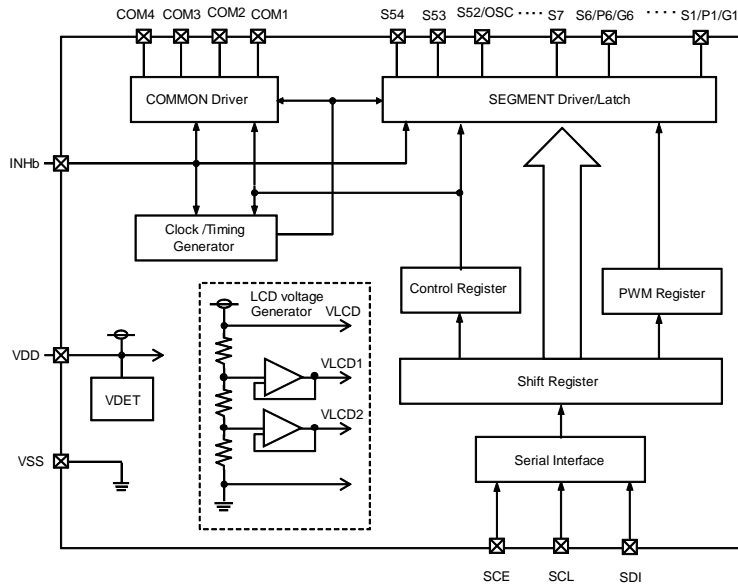 COM4 COM3 COM2 COM1 S54 S53 S52/OSC ····· S7 S6/P6/G6 ····· S1/P1/G1
COMMON Driver
SEGMENT Driver/Latch
INHb
Clock /Timing
Generator
LCD voltage
Generator
VLCD
VLCD1
VLCD2
Control Register
PWM Register
VDD
VDET
Shift Register
VSS
Serial Interface
SCE SCL SDI